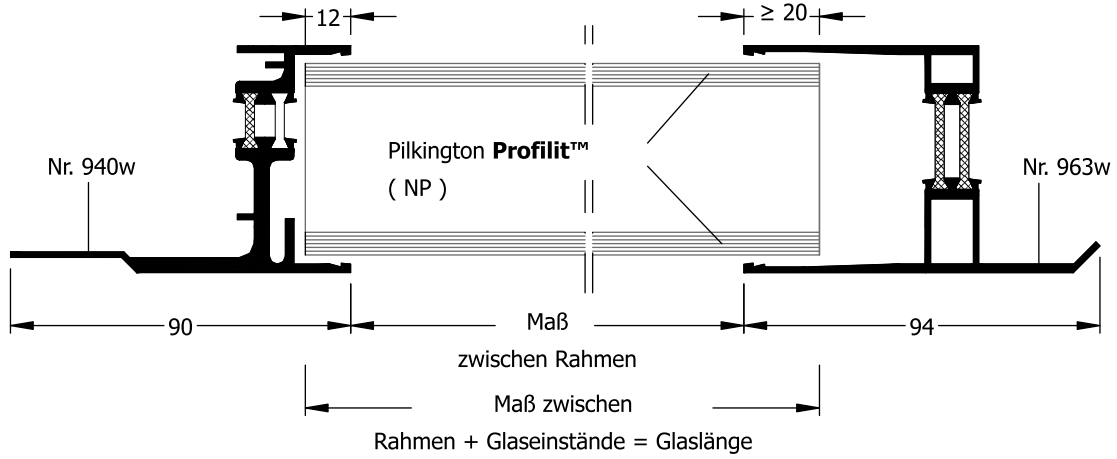 12
≥ 20
Pilkington Profilit™
( NP )
Nr. 940w
Nr. 963w
90
Maß
zwischen Rahmen
94
Maß zwischen
Rahmen + Glaseinstände = Glaslänge